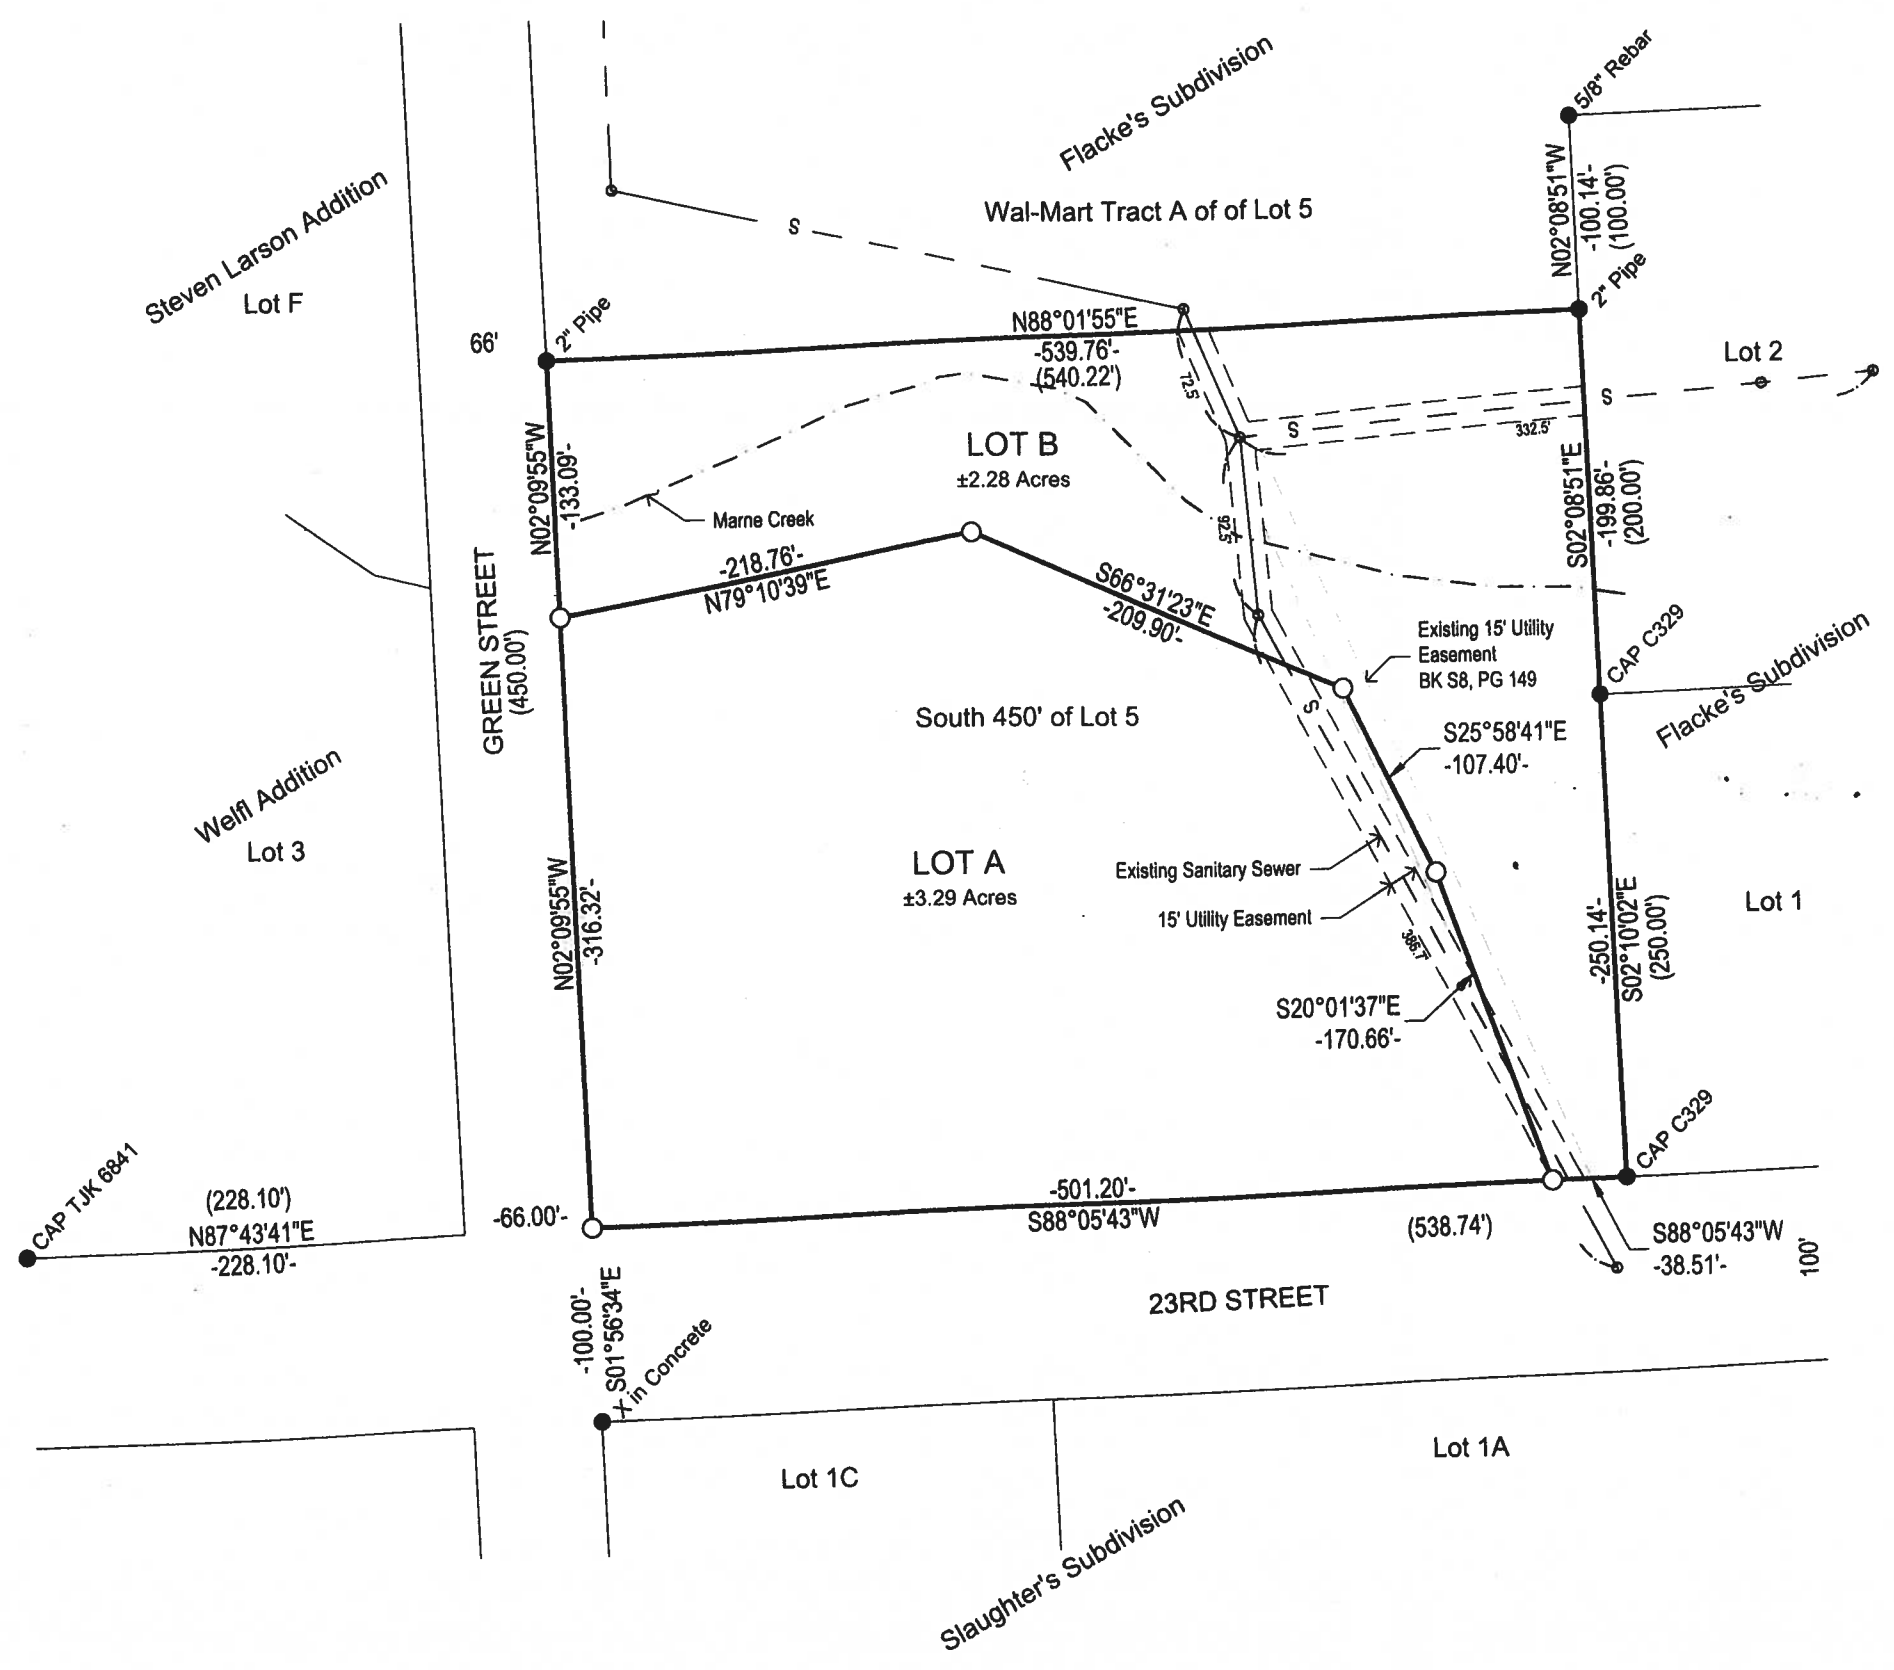 5/8" Rebar
Flacke's Subdivision
N02°08'51"W
-100.14'-
(100.00')
Steven Larson Addition
Lot F
Wal-Mart Tract A of of Lot 5
S
2" Pipe
2" Pipe
66'
N88°01'55"E
-539.76'-
(540.22')
Lot 2
72.5'
S
S
332.5'
LOT B
±2.28 Acres
N02°09'55"W
-133.09'-
Marne Creek
92.5'
S02°08'51"E
-199.86'-
(200.00')
-218.76'-
N79°10'39"E
S66°31'23"E
-209.90'-
GREEN STREET
(450.00')
Existing 15' Utility
Easement
BK S8, PG 149
CAP C329
Flacke's Subdivision
South 450' of Lot 5
S
S25°58'41"E
-107.40'-
Welfl Addition
Lot 3
LOT A
±3.29 Acres
Existing Sanitary Sewer
15' Utility Easement
386.7'
N02°09'55"W
-316.32'-
-250.14'-
S02°10'02"E
(250.00')
Lot 1
S20°01'37"E
-170.66'-
CAP TJK 6841
(228.10')
N87°43'41"E
-228.10'-
-66.00'-
-501.20'-
S88°05'43"W
(538.74')
CAP C329
S88°05'43"W
-38.51'-
100'
-100.00'-
S01°56'34"E
X in Concrete
23RD STREET
Lot 1C
Lot 1A
Slaughter's Subdivision